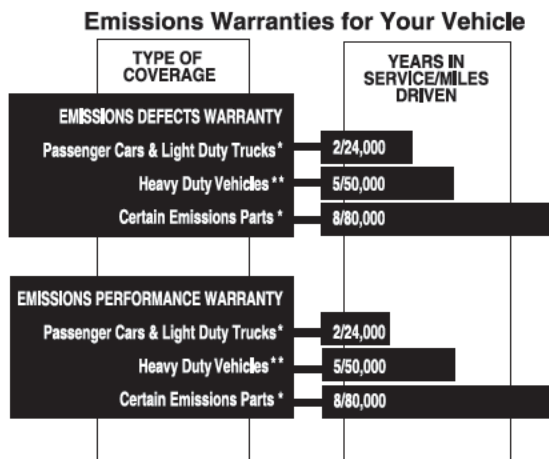 Emissions Warranties for Your Vehicle
TYPE OF
COVERAGE
YEARS IN
SERVICE/MILES
DRIVEN
EMISSIONS DEFECTS WARRANTY
Passenger Cars & Light Duty Trucks* 2/24,000
Heavy Duty Vehicles** 5/50,000
Certain Emissions Parts * 8/80,000
EMISSIONS PERFORMANCE WARRANTY
Passenger Cars & Light Duty Trucks* 2/24,000
Heavy Duty Vehicles** 5/50,000
Certain Emissions Parts * 8/80,000